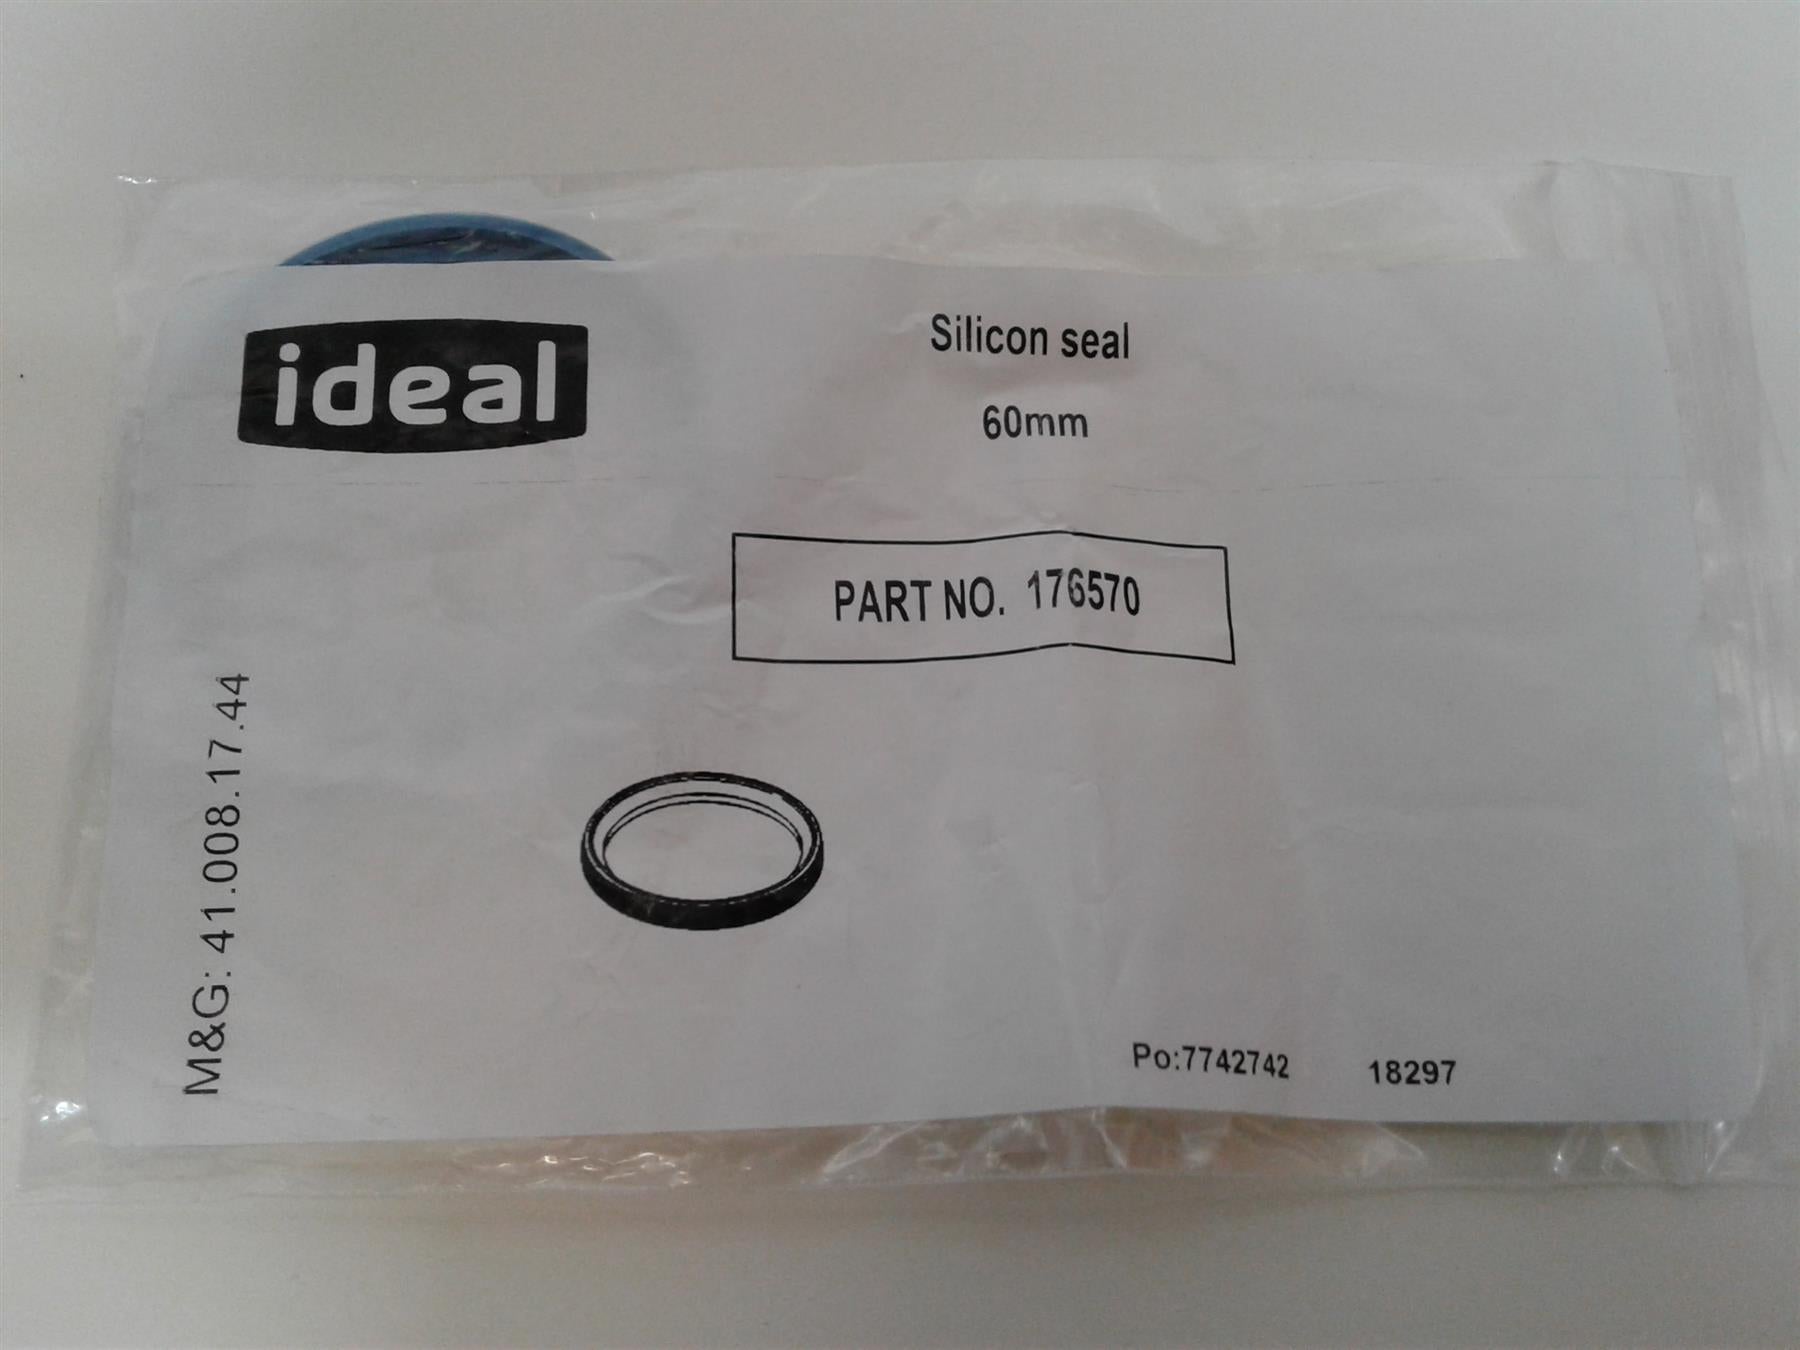 ideal
Silicon seal
60mm
PART NO. 176570
M&G: 41.008.17.44
Po:7742742 18297